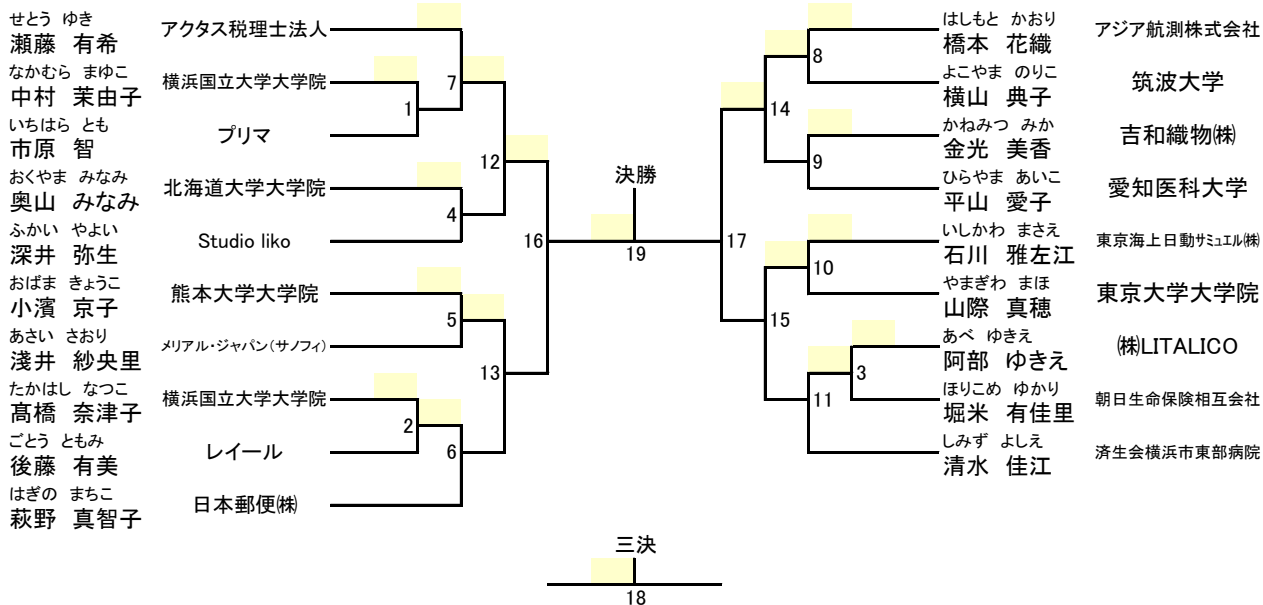 せとう ゆき
瀬藤 有希
アクタス税理士法人
なかむら まゆこ
中村 茉由子
横浜国立大学大学院
いちはら とも
市原 智
プリマ
おくやま みなみ
奥山 みなみ
北海道大学大学院
ふかい やよい
深井 弥生
Studio liko
おばま きょうこ
小濱 京子
熊本大学大学院
あさい さおり
淺井 紗央里
メリアル・ジャパン(サノフィ)
たかはし なつこ
髙橋 奈津子
横浜国立大学大学院
ごとう ともみ
後藤 有美
レイール
はぎの まちこ
萩野 真智子
日本郵便㈱
1
7
12
4
16
5
13
2
6
決勝
19
三決
18
8
14
9
17
10
15
3
11
はしもと かおり
橋本 花織
アジア航測株式会社
よこやま のりこ
横山 典子
筑波大学
かねみつ みか
金光 美香
吉和織物㈱
ひらやま あいこ
平山 愛子
愛知医科大学
いしかわ まさえ
石川 雅左江
東京海上日動サミュエル㈱
やまぎわ まほ
山際 真穂
東京大学大学院
あべ ゆきえ
阿部 ゆきえ
㈱LITALICO
ほりこめ ゆかり
堀米 有佳里
朝日生命保険相互会社
しみず よしえ
清水 佳江
済生会横浜市東部病院